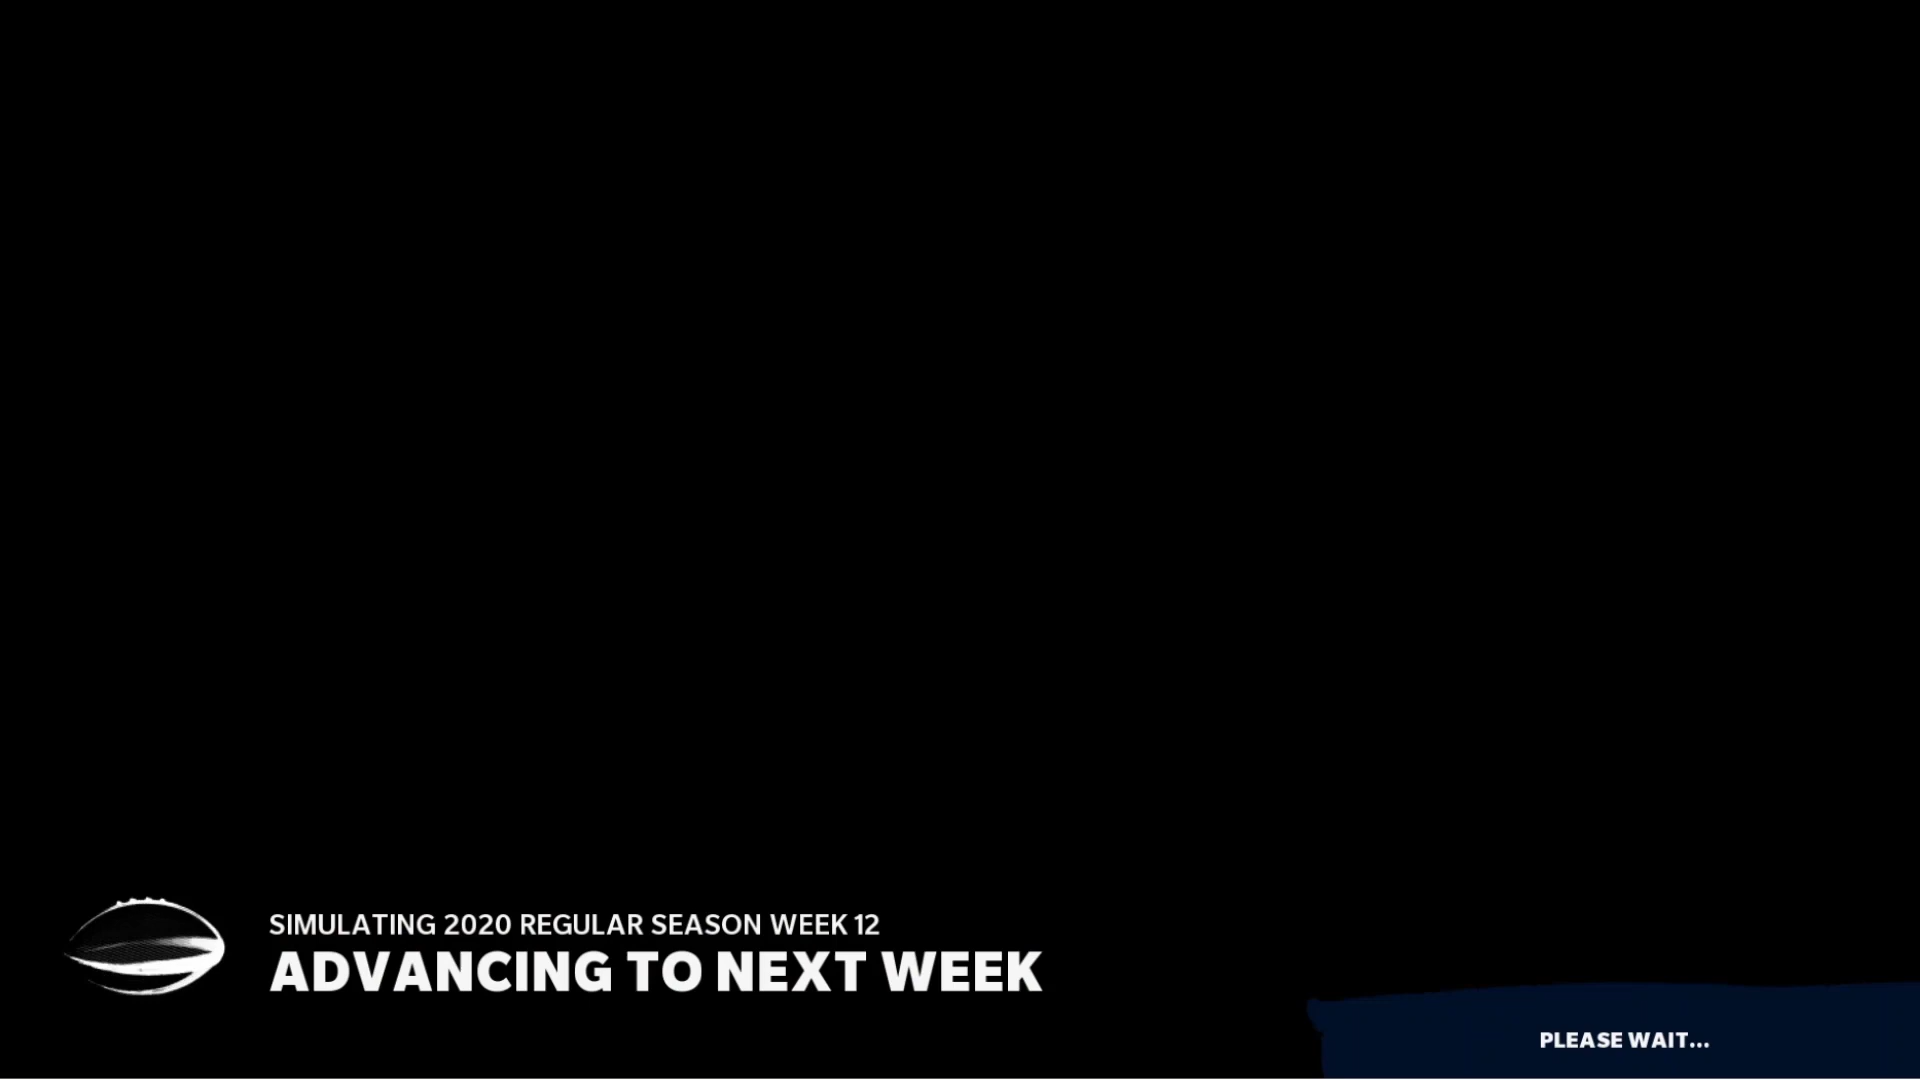 SIMULATING 2020 REGULAR SEASON WEEK 12
ADVANCING TO NEXT WEEK
PLEASE WAIT...